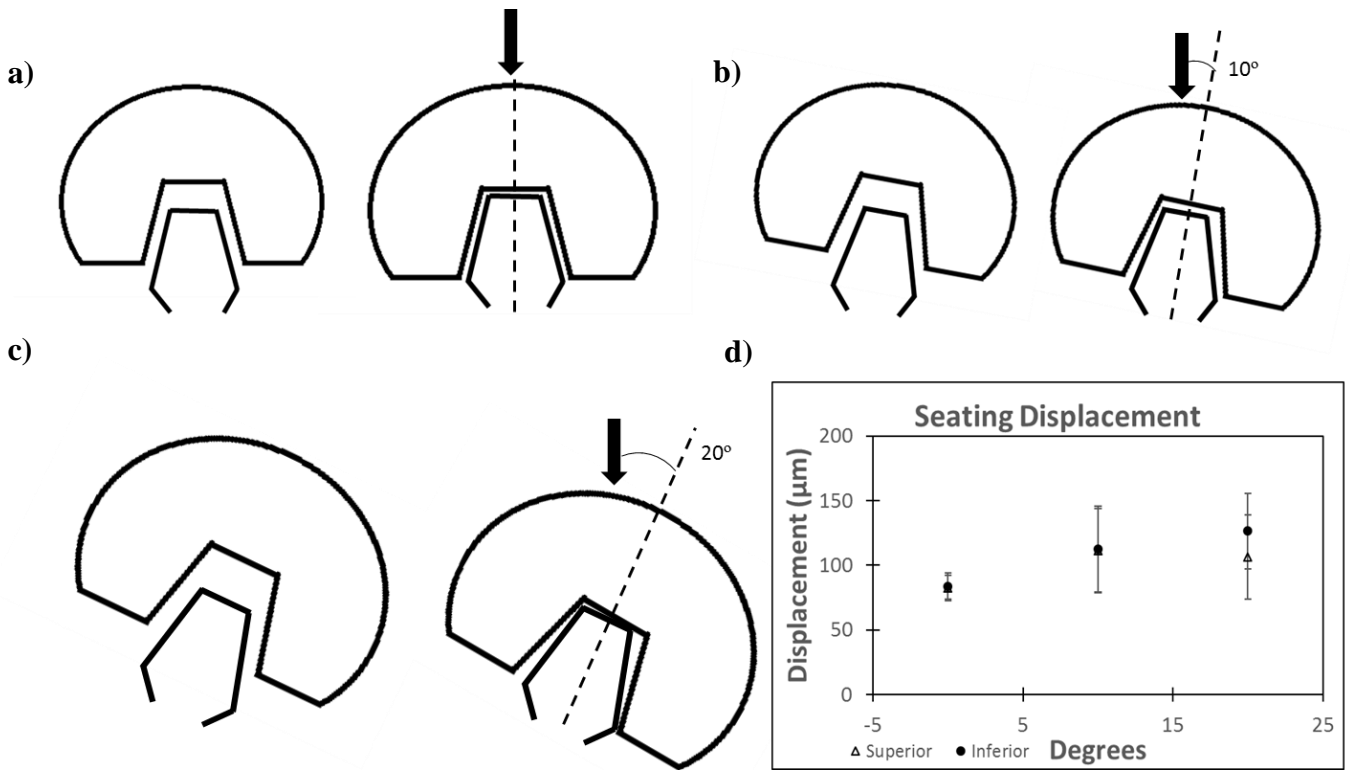 a)
b)
10º
c)
20º
d)
Seating Displacement
Displacement (µm)
200
150
100
50
0
-5
5
15
25
Superior
Inferior
Degrees